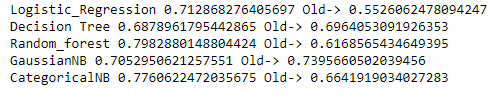 Logistic_Regression 0.712868276405697 Old-> 0.5526062478094247
Decision Tree 0.6878961795442865 Old-> 0.6964053091926353
Random_forest 0.7982880148804424 Old-> 0.6168565434649395
GaussianNB 0.7052950621257551 Old-> 0.7395660502039456
CategoricalNB 0.7760622472035675 Old-> 0.6641919034027283